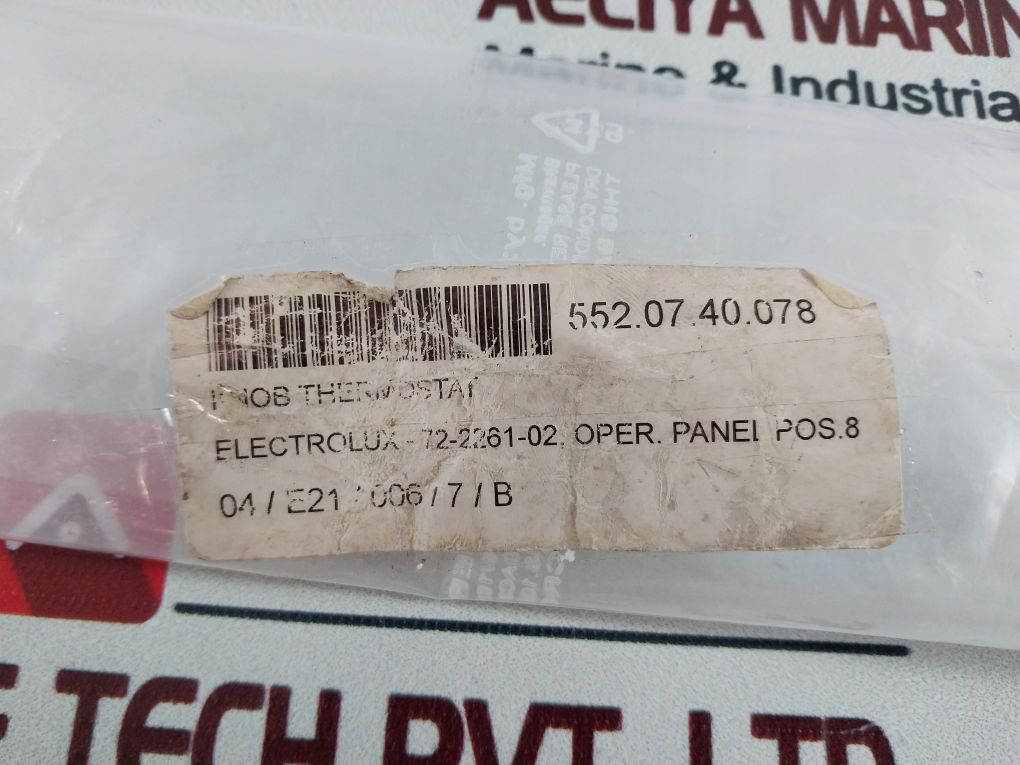 AELIYA MARIN
Marine & Industria
552.07.40.078
KNOB THERMOSTAT
ELECTROLUX - 72-2261-02, OPER. PANEL POS.8
04 / E21 / 006 / 7 / B
TECH PVT. LTD